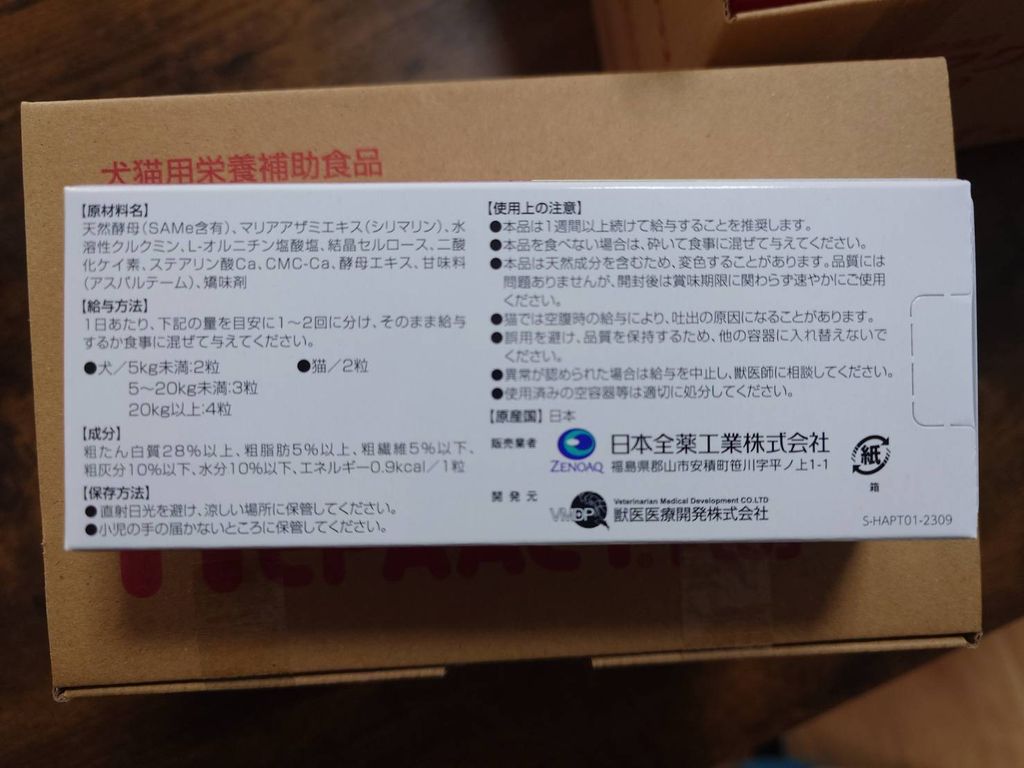 犬猫用栄養補助食品
【原材料名】
天然酵母(SAMe含有)、マリアアザミエキス(シリマリン)、水
溶性クルクミン、L-オルニチン塩酸塩、結晶セルロース、二酸
化ケイ素、ステアリン酸Ca、CMC-Ca、酵母エキス、甘味料
(アスパルテーム)、矯味剤
【給与方法】
1日あたり、下記の量を目安に1〜2回に分け、そのまま給与
するか食事に混ぜて与えてください。
●犬/5kg未満:2粒 ●猫/2粒
5〜20kg未満:3粒
20kg以上:4粒
【成分】
粗たん白質28%以上、粗脂肪5%以上、粗繊維5%以下、
粗灰分10%以下、水分10%以下、エネルギー0.9kcal/1粒
【保存方法】
●直射日光を避け、涼しい場所に保管してください。
●小児の手の届かないところに保管してください。
【使用上の注意】
●本品は1週間以上続けて給与することを推奨します。
●本品を食べない場合は、砕いて食事に混ぜて与えてください。
●本品は天然成分を含むため、変色することがあります。品質には
問題ありませんが、開封後は賞味期限に関わらず速やかにご使用
ください。
●猫では空腹時の給与により、吐出の原因になることがあります。
●誤用を避け、品質を保持するため、他の容器に入れ替えないで
ください。
●異常が認められた場合は給与を中止し、獣医師に相談してください。
●使用済みの空容器等は適切に処分してください。
【原産国】日本
販売業者 ZENOAQ 日本全薬工業株式会社
福島県郡山市安積町笹川字平ノ上1-1
紙
箱
開発元 VMDP Veterinarian Medical Development CO.LTD
獣医医療開発株式会社
S-HAPT01-2309